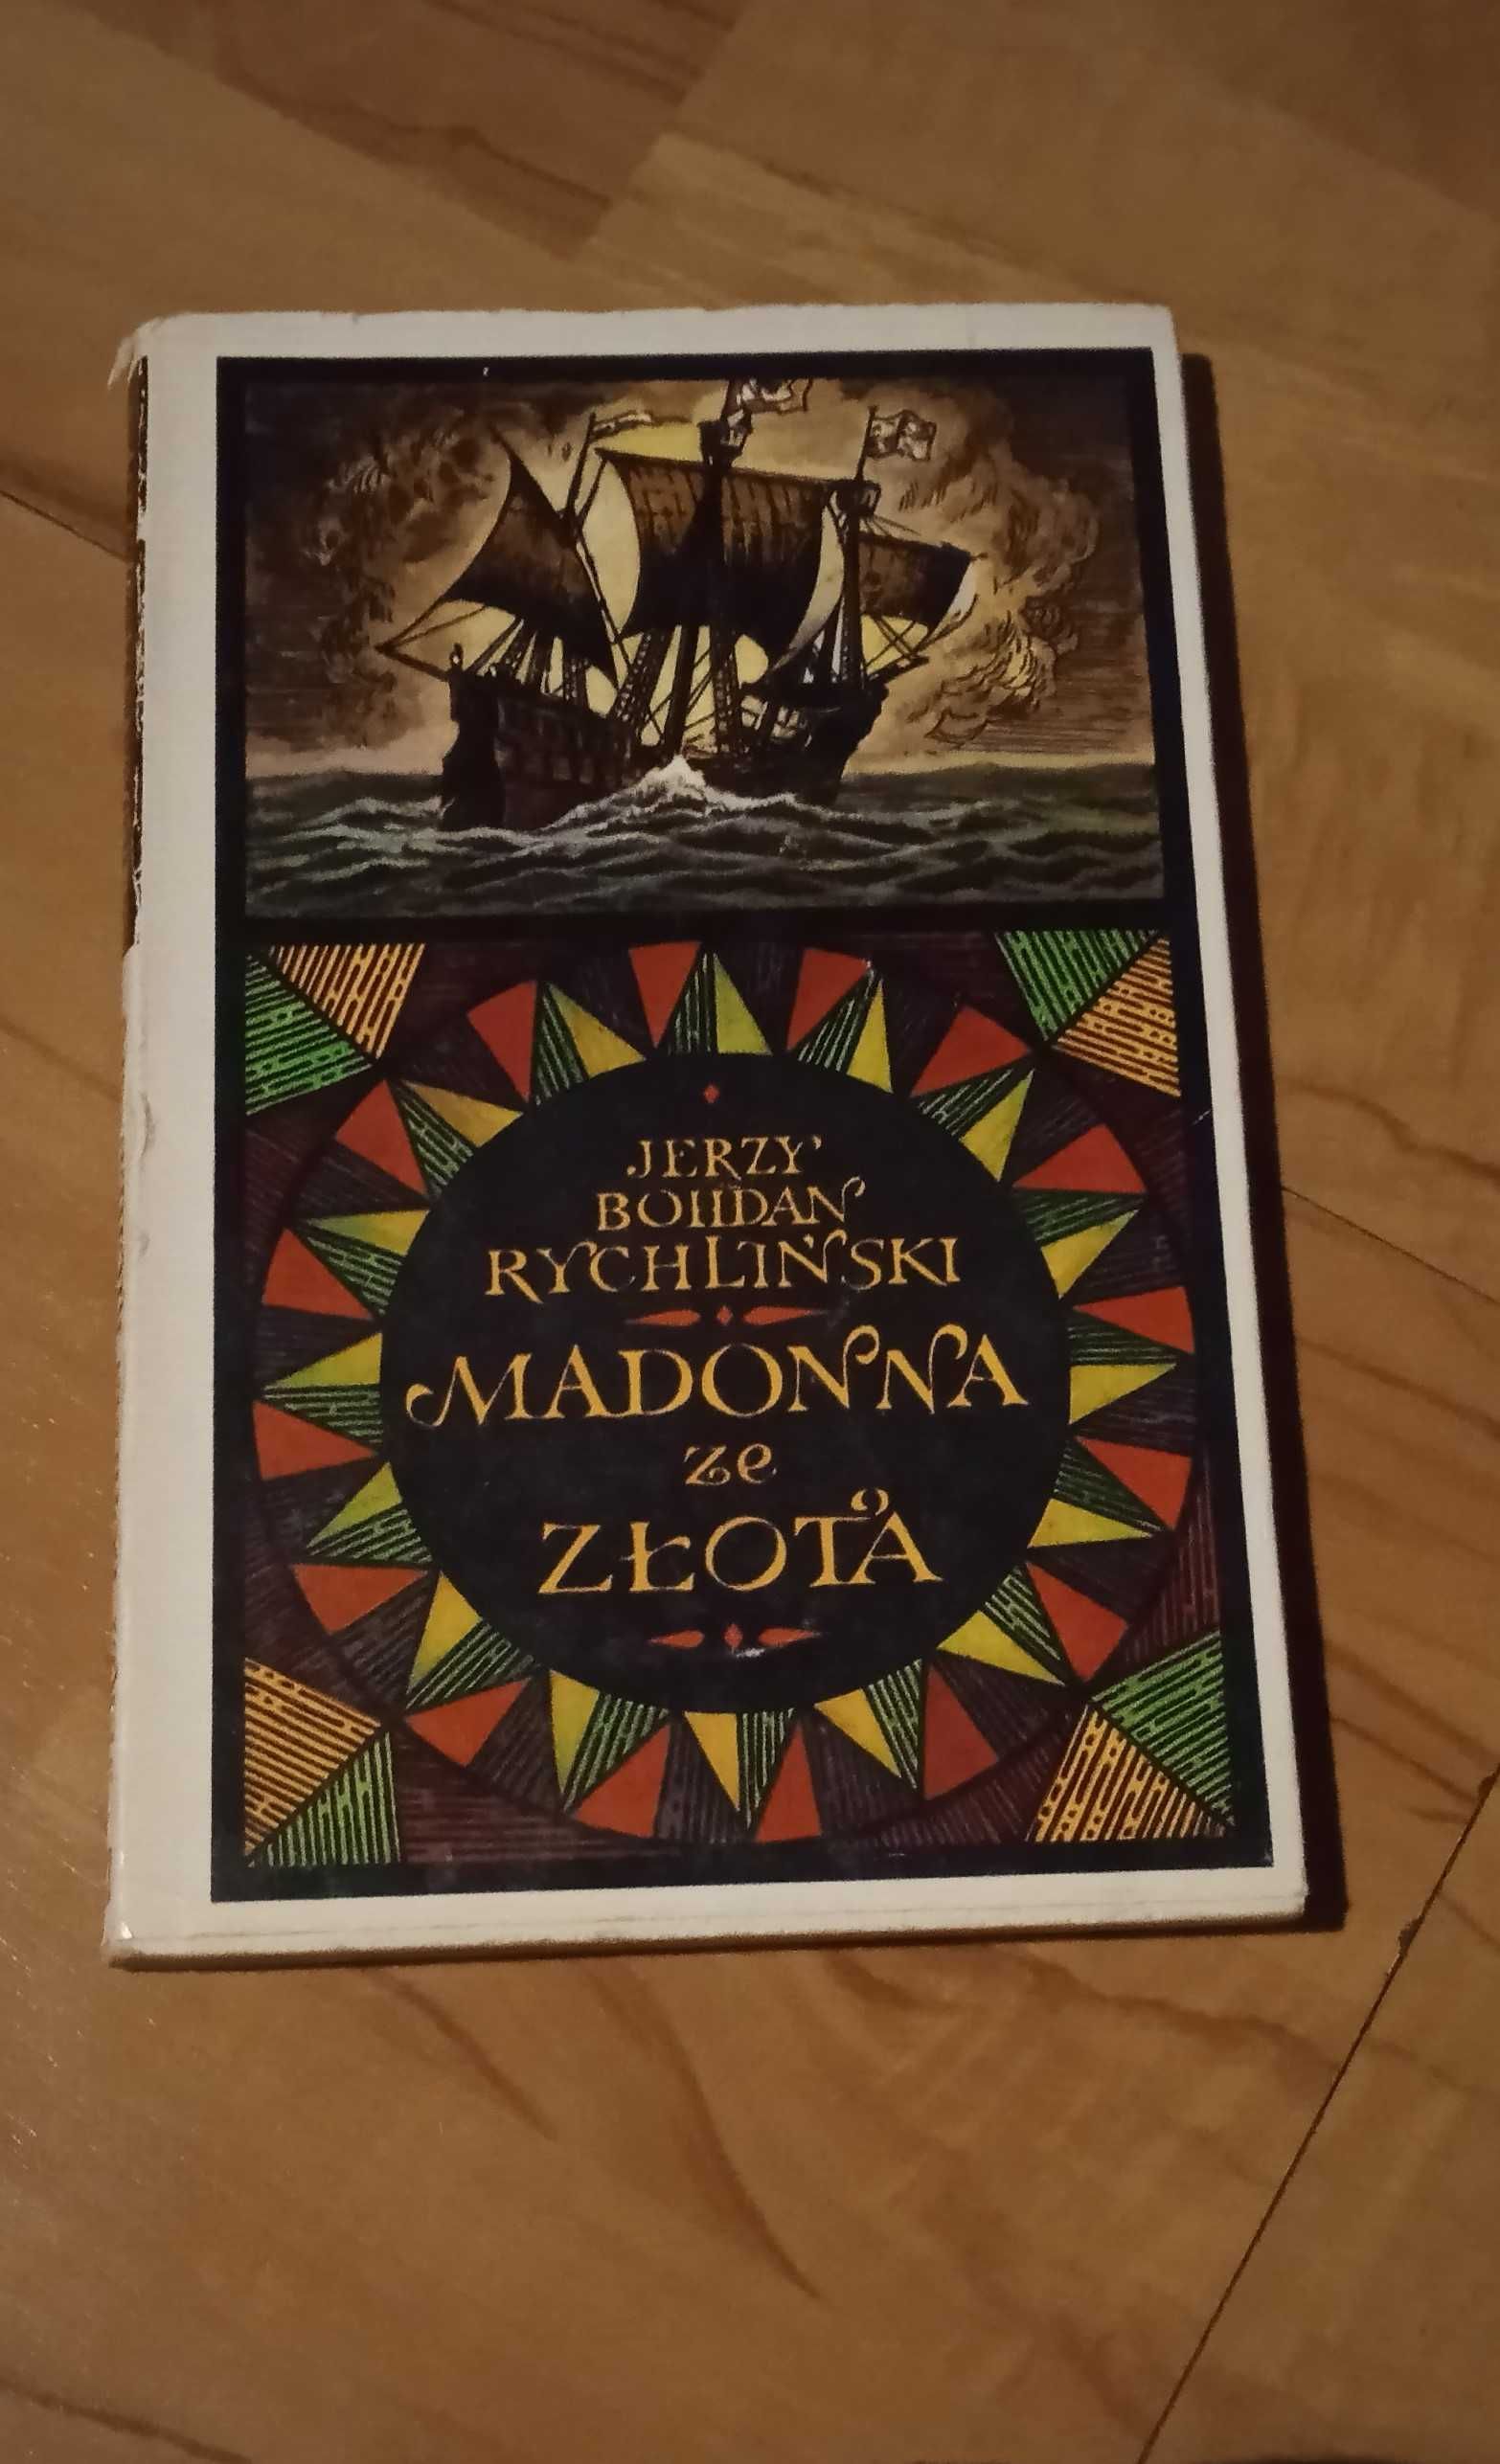 JERZY
BOHDAN
RYCHLIŃSKI
MADONNA
ze
ZŁOTA